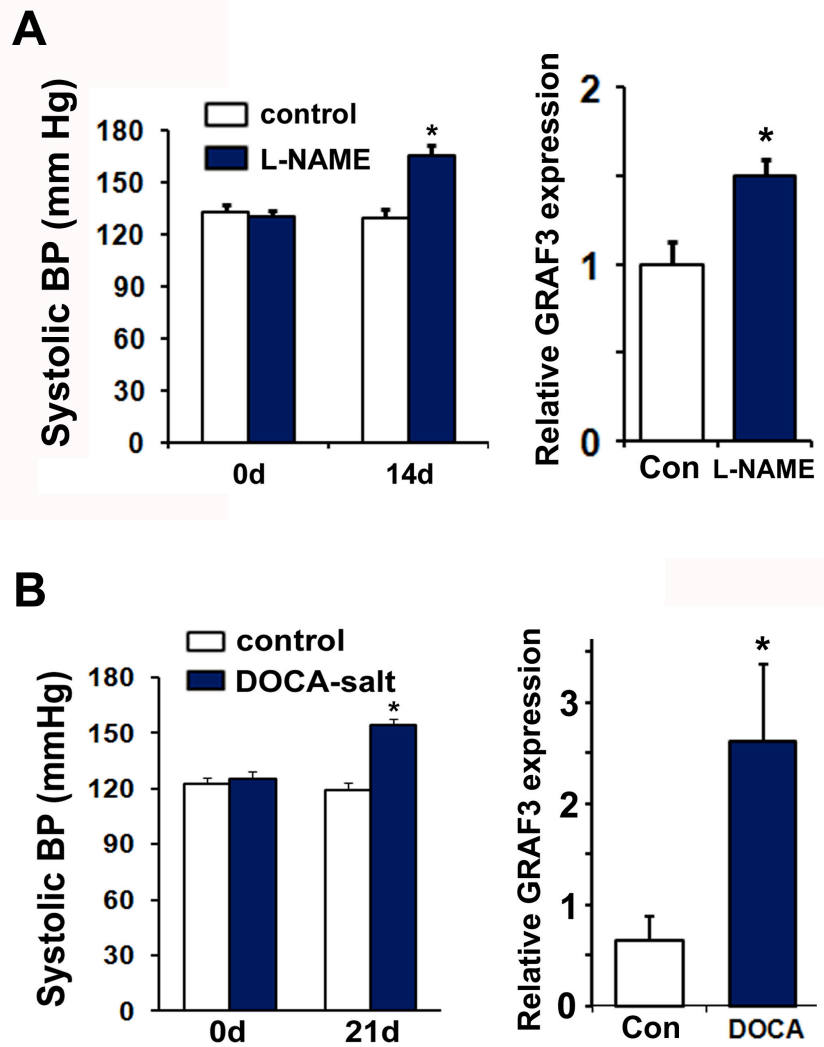 A
Systolic BP (mm Hg)
control
L-NAME
180
150
120
90
60
30
0
*
0d
14d
Relative GRAF3 expression
2
1
0
*
Con
L-NAME
B
Systolic BP (mmHg)
control
DOCA-salt
180
150
120
90
60
30
0
*
0d
21d
Relative GRAF3 expression
3
2
1
0
*
Con
DOCA